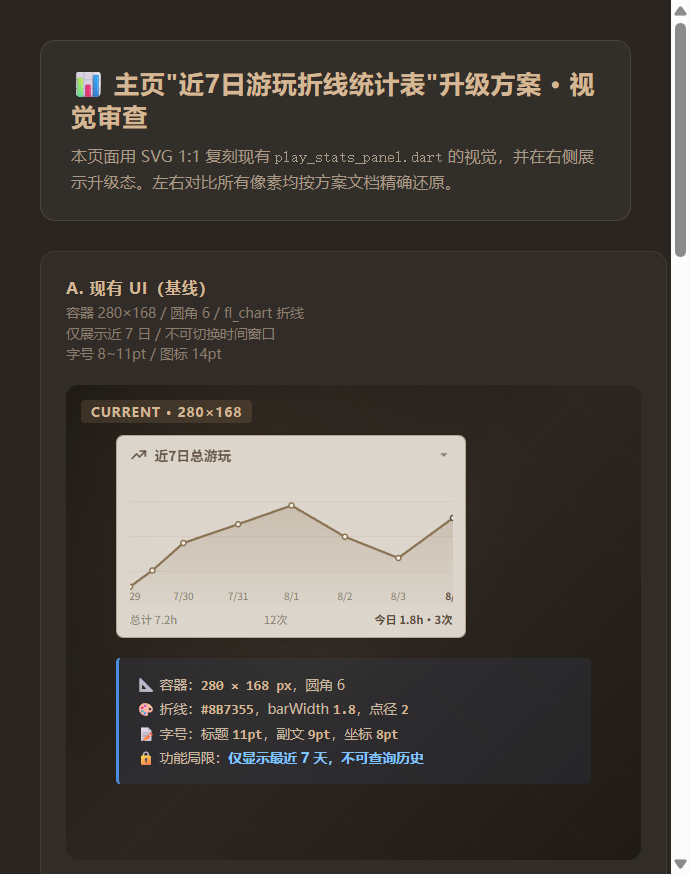 📊 主页"近7日游玩折线统计表"升级方案 · 视
觉审查
本页面用 SVG 1:1 复刻现有 play_stats_panel.dart 的视觉，并在右侧展
示升级态。左右对比所有像素均按方案文档精确还原。
A. 现有 UI（基线）
容器 280×168 / 圆角 6 / fl_chart 折线
仅展示近 7 日 / 不可切换时间窗口
字号 8~11pt / 图标 14pt
CURRENT • 280×168
近7日总游玩
29 7/30 7/31 8/1 8/2 8/3 8/
总计 7.2h 12次 今日 1.8h · 3次
📐 容器：280 × 168 px，圆角 6
🎨 折线：#8B7355，barWidth 1.8，点径 2
📝 字号：标题 11pt，副文 9pt，坐标 8pt
🔒 功能局限：仅显示最近 7 天，不可查询历史